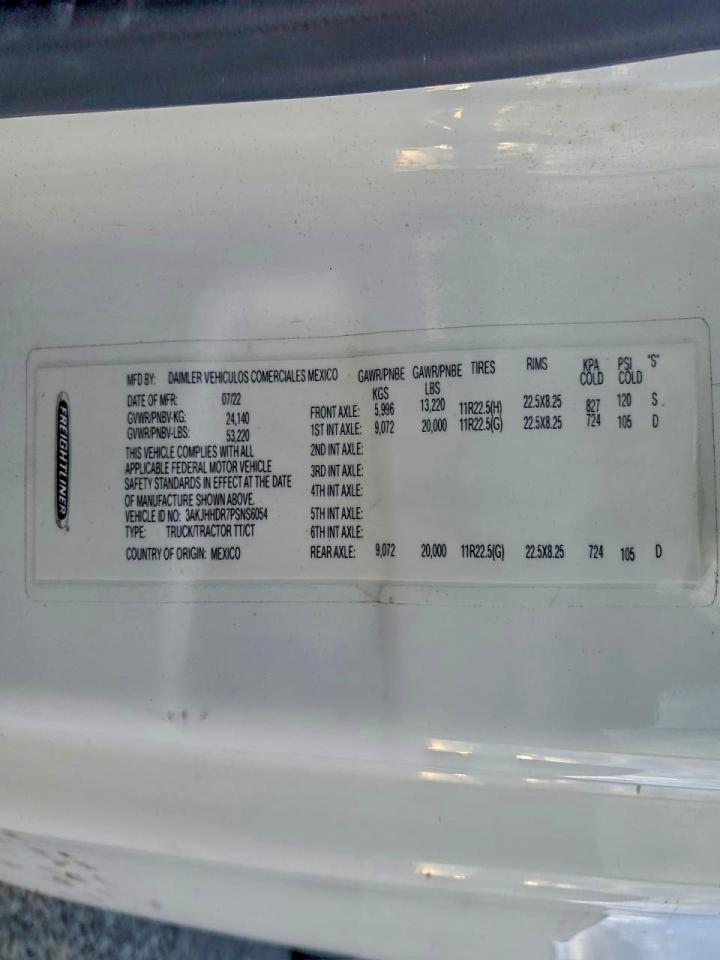 FREIGHTLINER
MFD BY: DAIMLER VEHICULOS COMERCIALES MEXICO
DATE OF MFR: 07/22
GVWR/PNBV-KG: 24,140
GVWR/PNBV-LBS: 53,220
THIS VEHICLE COMPLIES WITH ALL
APPLICABLE FEDERAL MOTOR VEHICLE
SAFETY STANDARDS IN EFFECT AT THE DATE
OF MANUFACTURE SHOWN ABOVE.
VEHICLE ID NO: 3AKJHHDR7PSNS6054
TYPE: TRUCK/TRACTOR TT/CT
COUNTRY OF ORIGIN: MEXICO
GAWR/PNBE KGS GAWR/PNBE LBS TIRES RIMS KPA COLD PSI COLD "S"
FRONT AXLE: 5,996 13,220 11R22.5(H) 22.5X8.25 827 120 S
1ST INT AXLE: 9,072 20,000 11R22.5(G) 22.5X8.25 724 105 D
2ND INT AXLE:
3RD INT AXLE:
4TH INT AXLE:
5TH INT AXLE:
6TH INT AXLE:
REAR AXLE: 9,072 20,000 11R22.5(G) 22.5X8.25 724 105 D